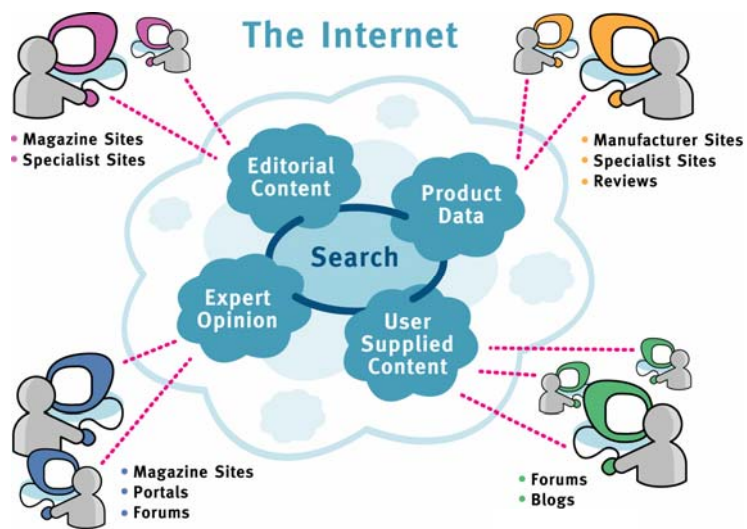 The Internet
Magazine Sites
Specialist Sites
Manufacturer Sites
Specialist Sites
Reviews
Editorial
Content
Product
Data
Search
Expert
Opinion
User
Supplied
Content
Magazine Sites
Portals
Forums
Forums
Blogs